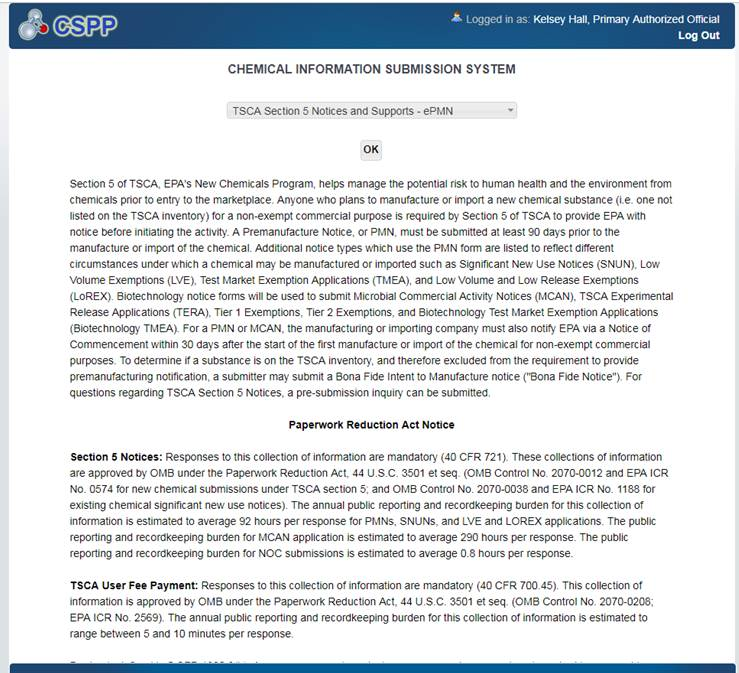 CSPP
Logged in as: Kelsey Hall, Primary Authorized Official
Log Out
CHEMICAL INFORMATION SUBMISSION SYSTEM
TSCA Section 5 Notices and Supports - ePMN
OK
Section 5 of TSCA, EPA's New Chemicals Program, helps manage the potential risk to human health and the environment from
chemicals prior to entry to the marketplace. Anyone who plans to manufacture or import a new chemical substance (i.e. one not
listed on the TSCA inventory) for a non-exempt commercial purpose is required by Section 5 of TSCA to provide EPA with
notice before initiating the activity. A Premanufacture Notice, or PMN, must be submitted at least 90 days prior to the
manufacture or import of the chemical. Additional notice types which use the PMN form are listed to reflect different
circumstances under which a chemical may be manufactured or imported such as Significant New Use Notices (SNUN), Low
Volume Exemptions (LVE), Test Market Exemption Applications (TMEA), and Low Volume and Low Release Exemptions
(LoREX). Biotechnology notice forms will be used to submit Microbial Commercial Activity Notices (MCAN), TSCA Experimental
Release Applications (TERA), Tier 1 Exemptions, Tier 2 Exemptions, and Biotechnology Test Market Exemption Applications
(Biotechnology TMEA). For a PMN or MCAN, the manufacturing or importing company must also notify EPA via a Notice of
Commencement within 30 days after the start of the first manufacture or import of the chemical for non-exempt commercial
purposes. To determine if a substance is on the TSCA inventory, and therefore excluded from the requirement to provide
premanufacturing notification, a submitter may submit a Bona Fide Intent to Manufacture notice ("Bona Fide Notice"). For
questions regarding TSCA Section 5 Notices, a pre-submission inquiry can be submitted.
Paperwork Reduction Act Notice
Section 5 Notices: Responses to this collection of information are mandatory (40 CFR 721). These collections of information
are approved by OMB under the Paperwork Reduction Act, 44 U.S.C. 3501 et seq. (OMB Control No. 2070-0012 and EPA ICR
No. 0574 for new chemical submissions under TSCA section 5; and OMB Control No. 2070-0038 and EPA ICR No. 1188 for
existing chemical significant new use notices). The annual public reporting and recordkeeping burden for this collection of
information is estimated to average 92 hours per response for PMNs, SNUNs, and LVE and LOREX applications. The public
reporting and recordkeeping burden for MCAN application is estimated to average 290 hours per response. The public
reporting and recordkeeping burden for NOC submissions is estimated to average 0.8 hours per response.
TSCA User Fee Payment: Responses to this collection of information are mandatory (40 CFR 700.45). This collection of
information is approved by OMB under the Paperwork Reduction Act, 44 U.S.C. 3501 et seq. (OMB Control No. 2070-0208;
EPA ICR No. 2569). The annual public reporting and recordkeeping burden for this collection of information is estimated to
range between 5 and 10 minutes per response.